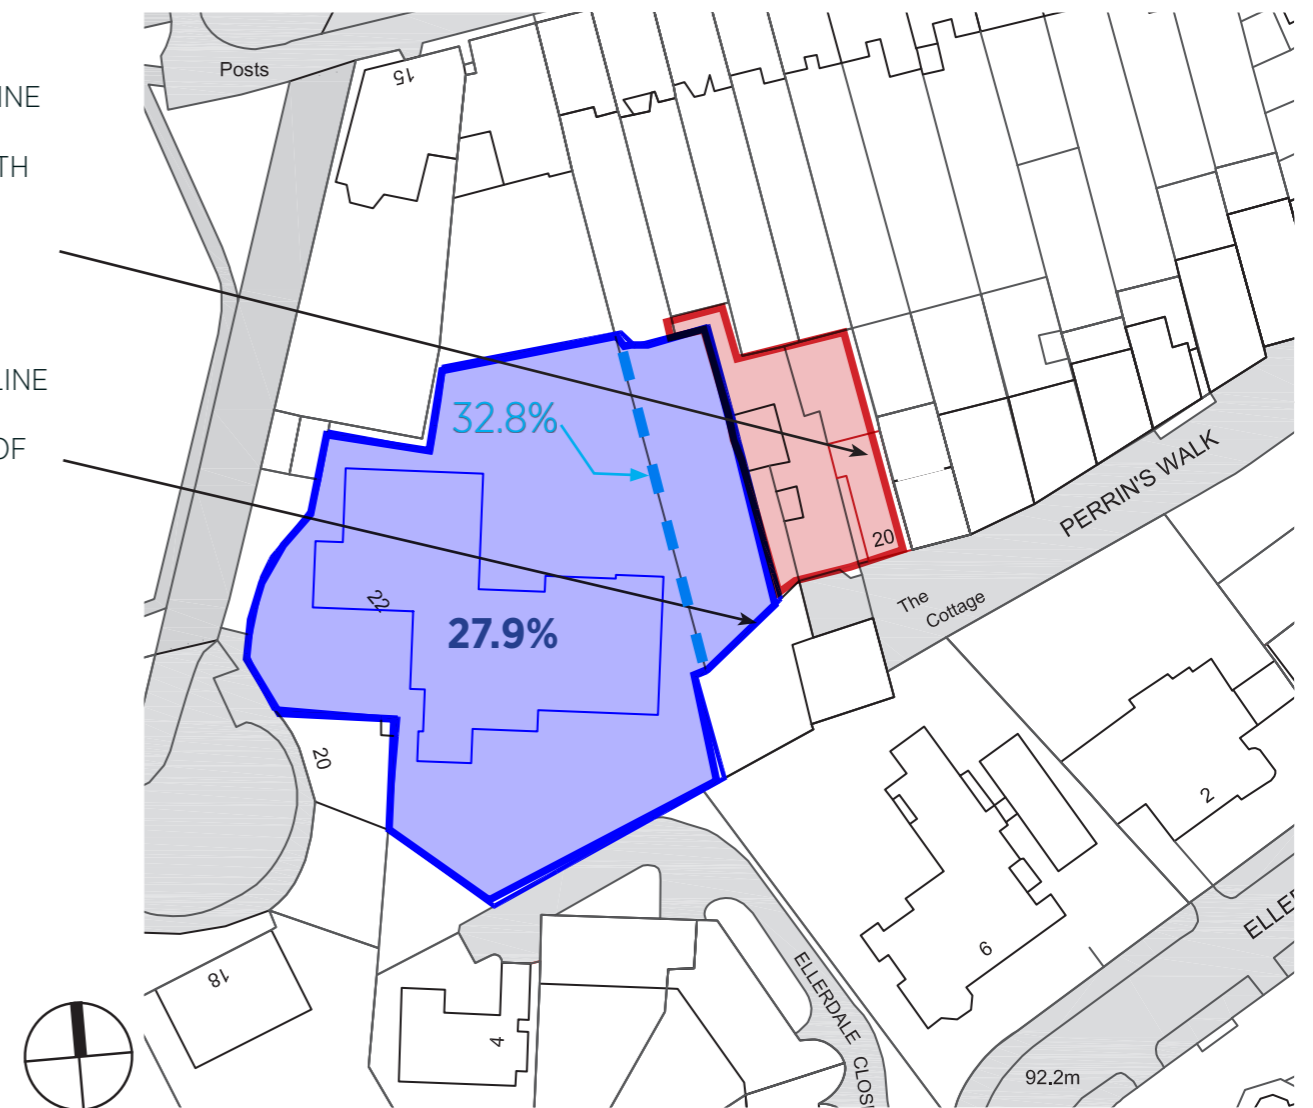 INE
TH
LINE
OF
Posts
15
32.8%
22
27.9%
20
PERRIN'S WALK
The
Cottage
20
18
4
6
2
ELLERDALE CLOS
ELLE
92.2m